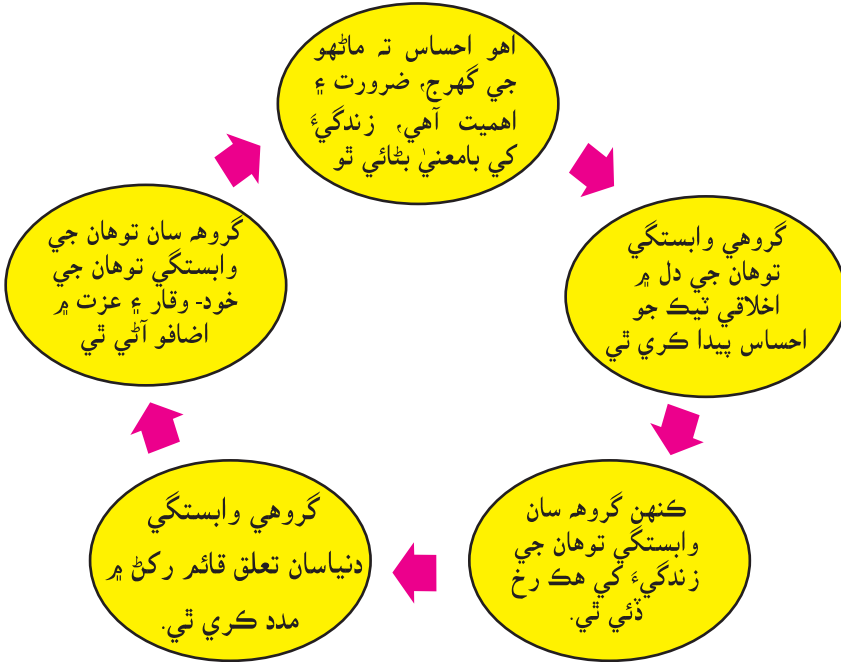 اهو احساس ته ماڻهو
جي گهرج، ضرورت ۽
اهميت آهي، زندگيءَ
کي بامعنيٰ بڻائي ٿو
گروهي وابستگي
توهان جي دل ۾
اخلاقي ٽيڪ جو
احساس پيدا ڪري ٿي
ڪنهن گروهه سان
وابستگي توهان جي
زندگيءَ کي هڪ رخ
ڏئي ٿي.
گروهي وابستگي
دنياسان تعلق قائم رکڻ ۾
مدد ڪري ٿي.
گروهه سان توهان جي
وابستگي توهان جي
خود- وقار ۽ عزت ۾
اضافو آڻي ٿي